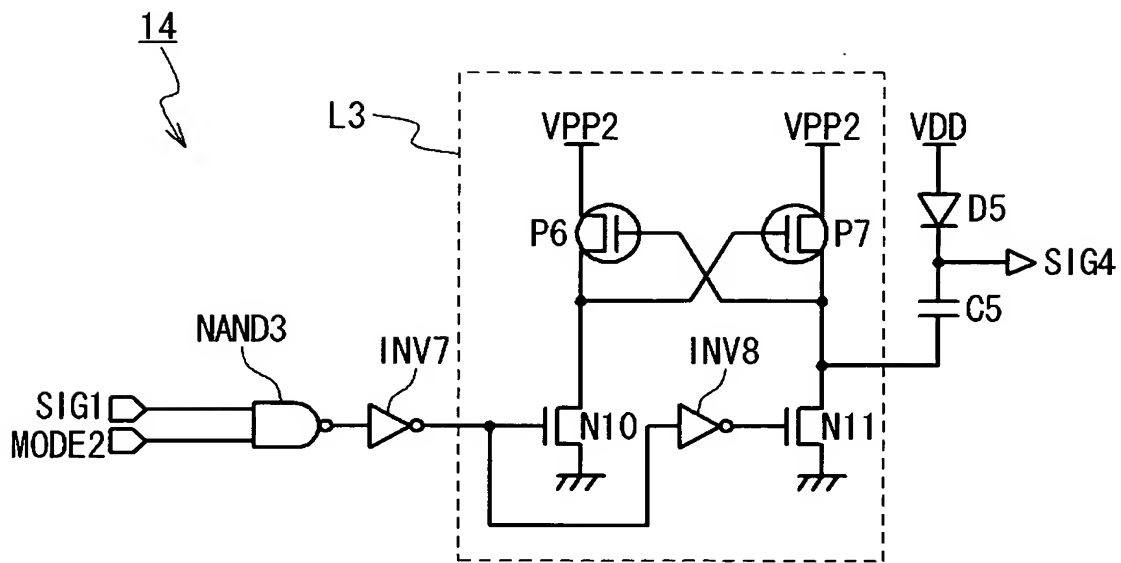 14
L3
VPP2
VPP2
VDD
P6
P7
D5
SIG4
C5
NAND3
INV7
INV8
SIG1
MODE2
N10
N11